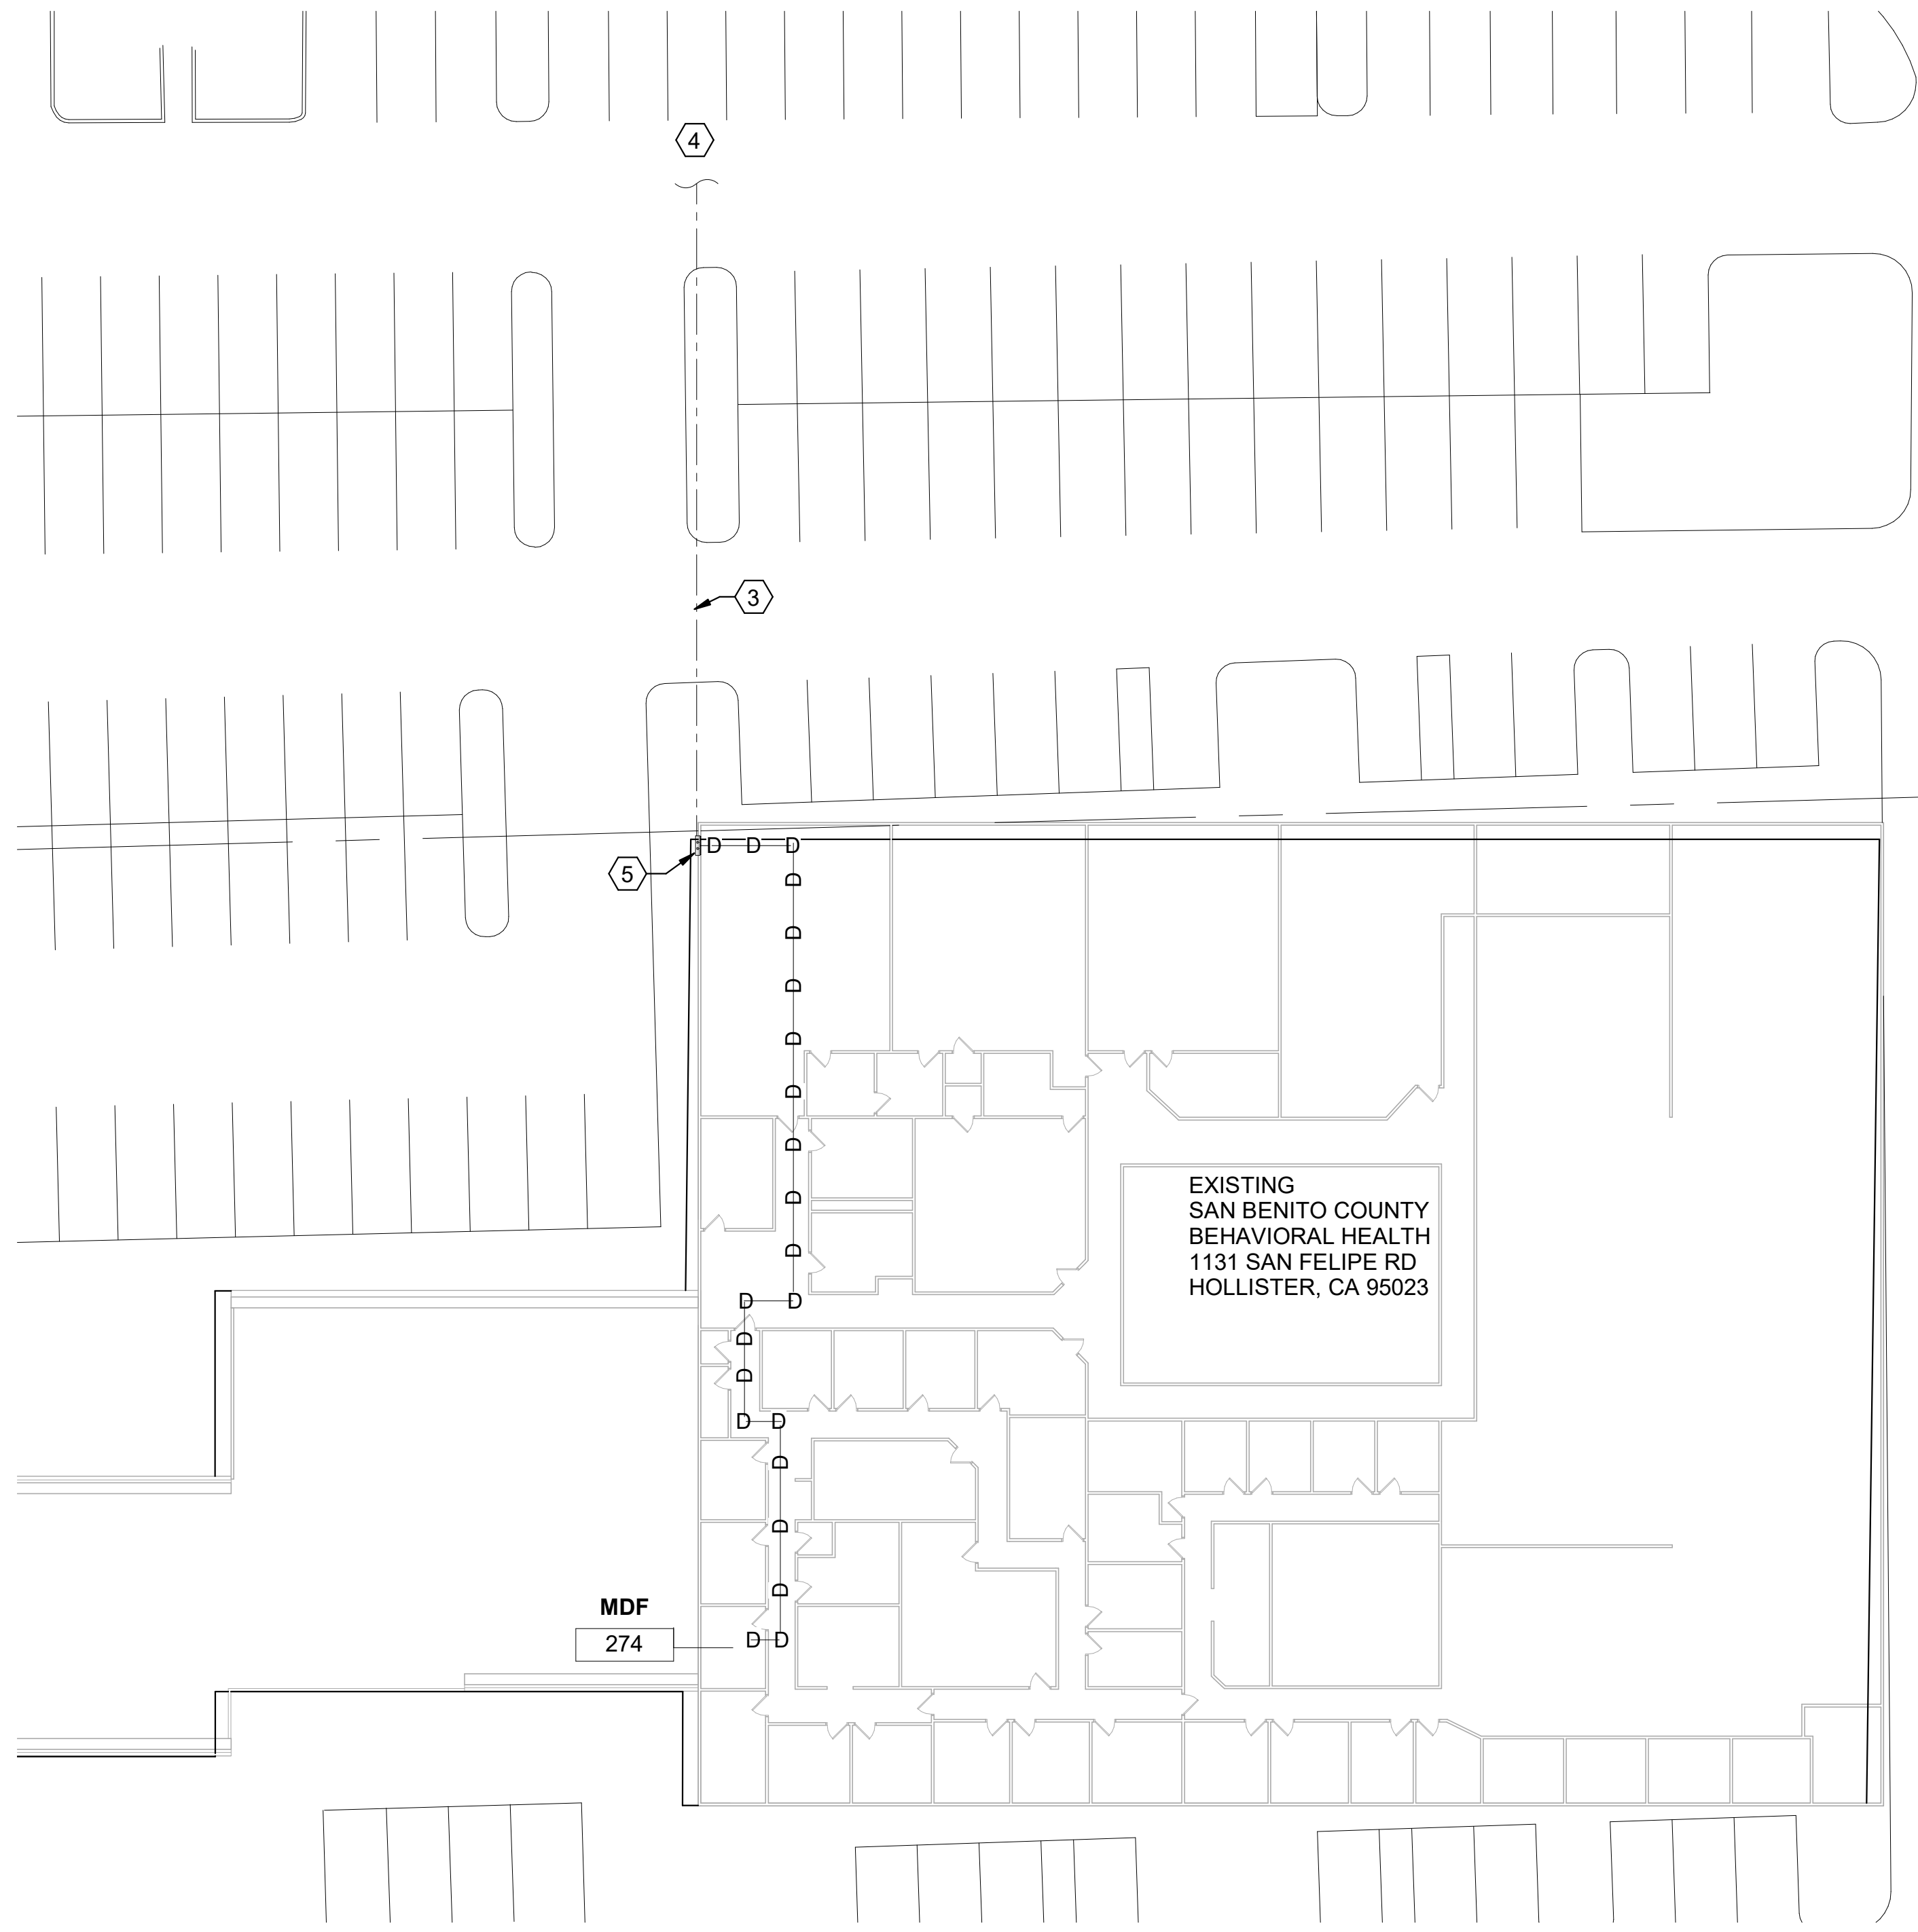 4
3
D D D
5
D
D
D
D
D
D
D
D
EXISTING
SAN BENITO COUNTY
BEHAVIORAL HEALTH
1131 SAN FELIPE RD
HOLLISTER, CA 95023
D D
D
D
D D
D
D
D
MDF
274
D D